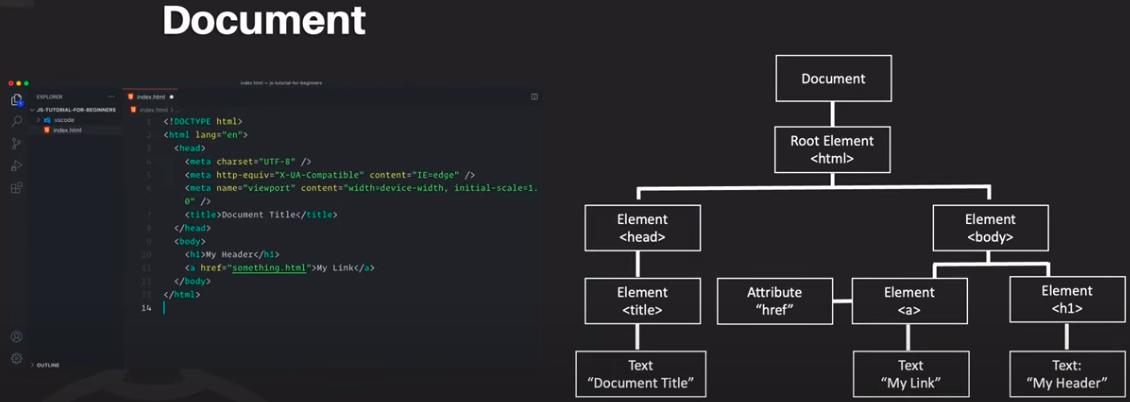 Document
index.html — js-tutorial-for-beginners
EXPLORER
JS-TUTORIAL-FOR-BEGINNERS
.vscode
index.html
OUTLINE
index.html
index.html > ...
1 <!DOCTYPE html>
2 <html lang="en">
3 <head>
4 <meta charset="UTF-8" />
5 <meta http-equiv="X-UA-Compatible" content="IE=edge" />
6 <meta name="viewport" content="width=device-width, initial-scale=1.
0" />
7 <title>Document Title</title>
8 </head>
9 <body>
10 <h1>My Header</h1>
11 <a href="something.html">My Link</a>
12 </body>
13 </html>
14
Document
Root Element
<html>
Element
<head>
Element
<body>
Element
<title>
Attribute
“href”
Element
<a>
Element
<h1>
Text
“Document Title”
Text
“My Link”
Text:
“My Header”